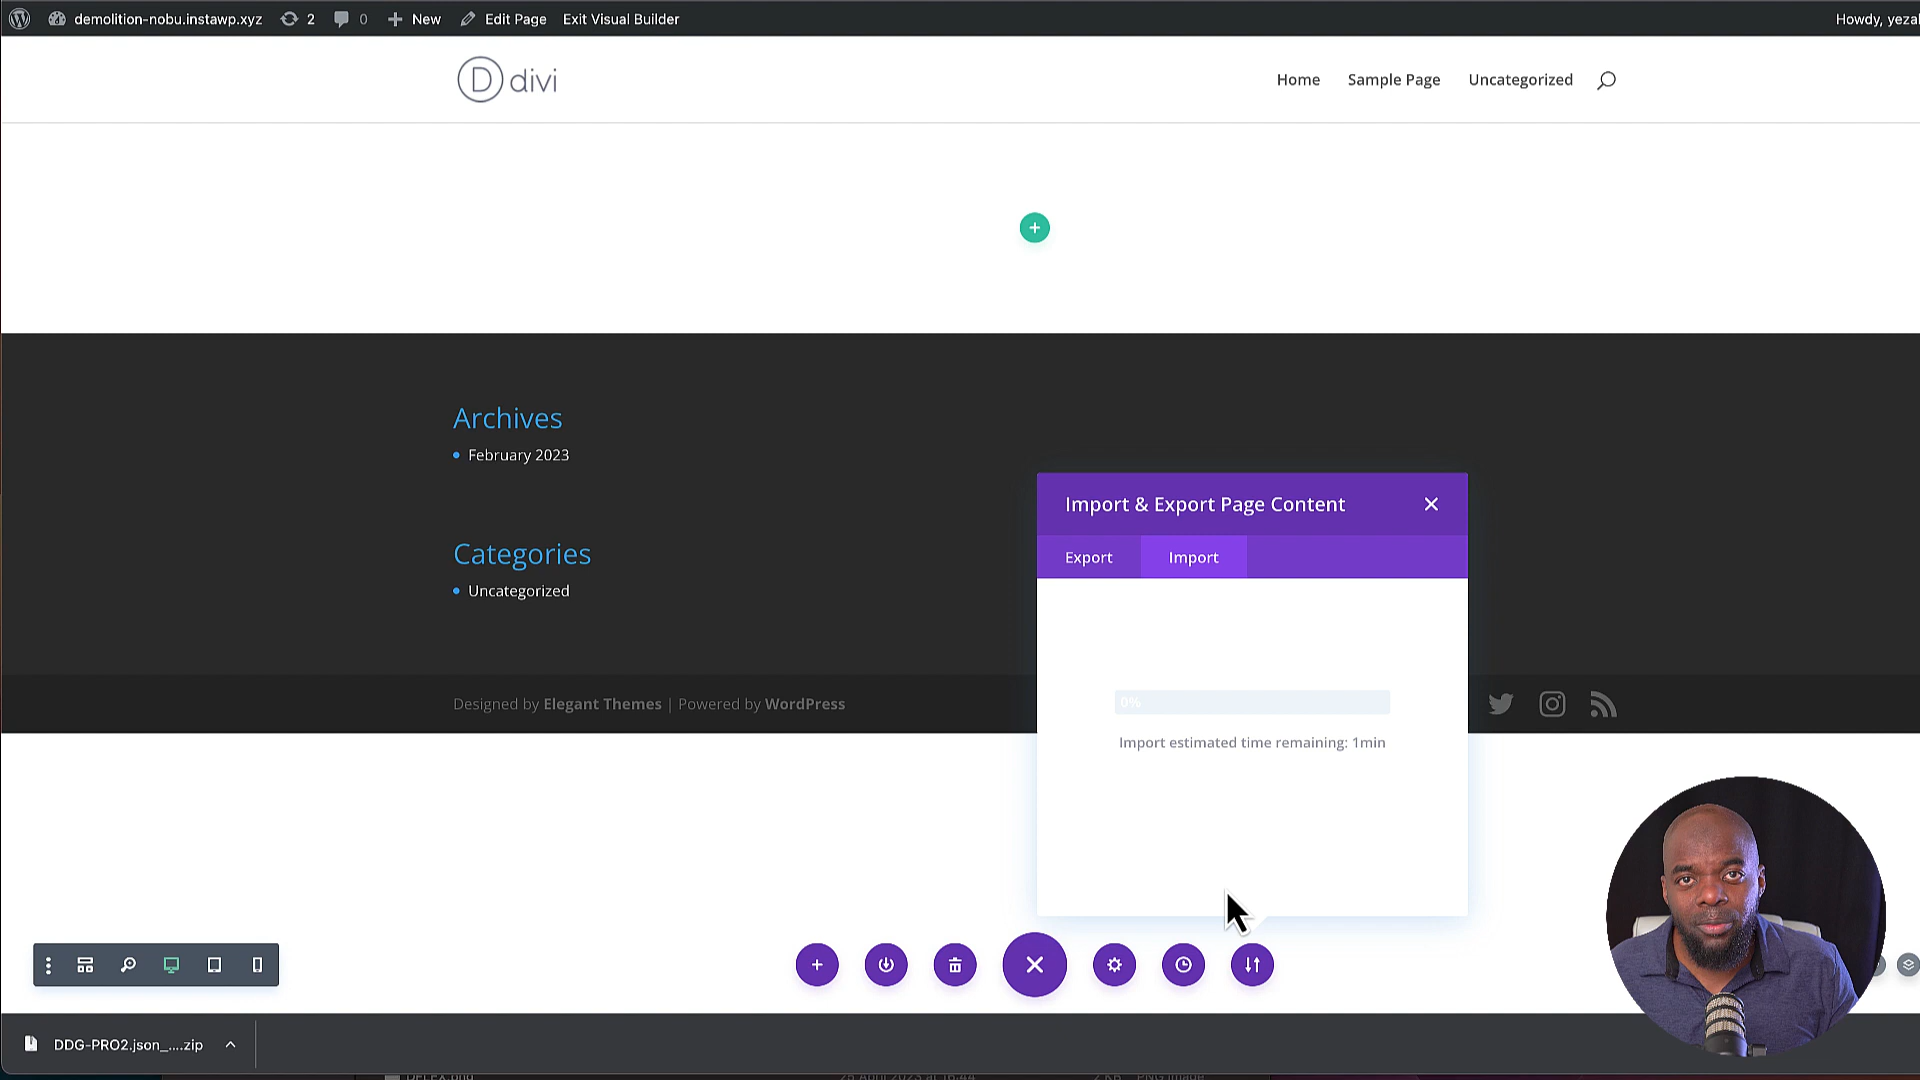 demolition-nobu.instawp.xyz 2 0 New Edit Page Exit Visual Builder Howdy, yezal
D divi
Home Sample Page Uncategorized
Archives
February 2023
Categories
Uncategorized
Designed by Elegant Themes | Powered by WordPress
Import & Export Page Content
Export Import
0%
Import estimated time remaining: 1min
DDG-PRO2.json_....zip